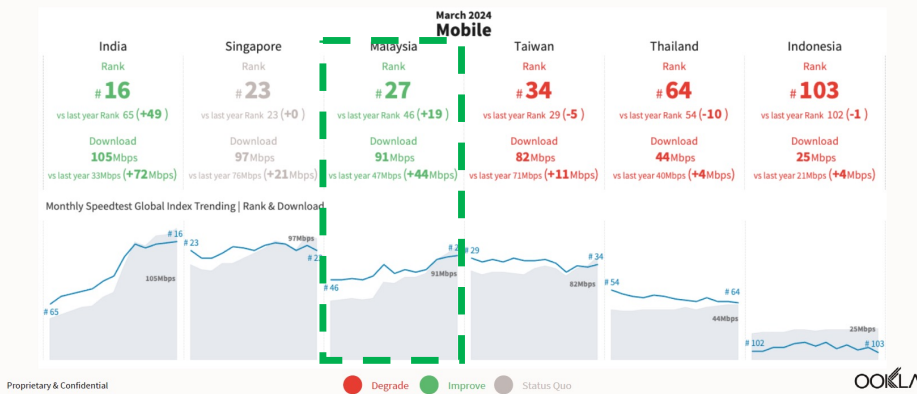 March 2024
Mobile
India
Rank
# 16
vs last year Rank 65 (+49 )
Download
105Mbps
vs last year 33Mbps (+72Mbps)
Singapore
Rank
# 23
vs last year Rank 23 (+0 )
Download
97Mbps
vs last year 76Mbps (+21Mbps)
Malaysia
Rank
# 27
vs last year Rank 46 (+19 )
Download
91Mbps
vs last year 47Mbps (+44Mbps)
Taiwan
Rank
# 34
vs last year Rank 29 (-5 )
Download
82Mbps
vs last year 71Mbps (+11Mbps)
Thailand
Rank
# 64
vs last year Rank 54 (-10 )
Download
44Mbps
vs last year 40Mbps (+4Mbps)
Indonesia
Rank
# 103
vs last year Rank 102 (-1 )
Download
25Mbps
vs last year 21Mbps (+4Mbps)
Monthly Speedtest Global Index Trending | Rank & Download
# 65
# 16
105Mbps
# 23
97Mbps
# 46
91Mbps
# 29
# 34
82Mbps
# 54
# 64
44Mbps
# 102
25Mbps
# 103
Proprietary & Confidential
Degrade
Improve
Status Quo
OOKLA